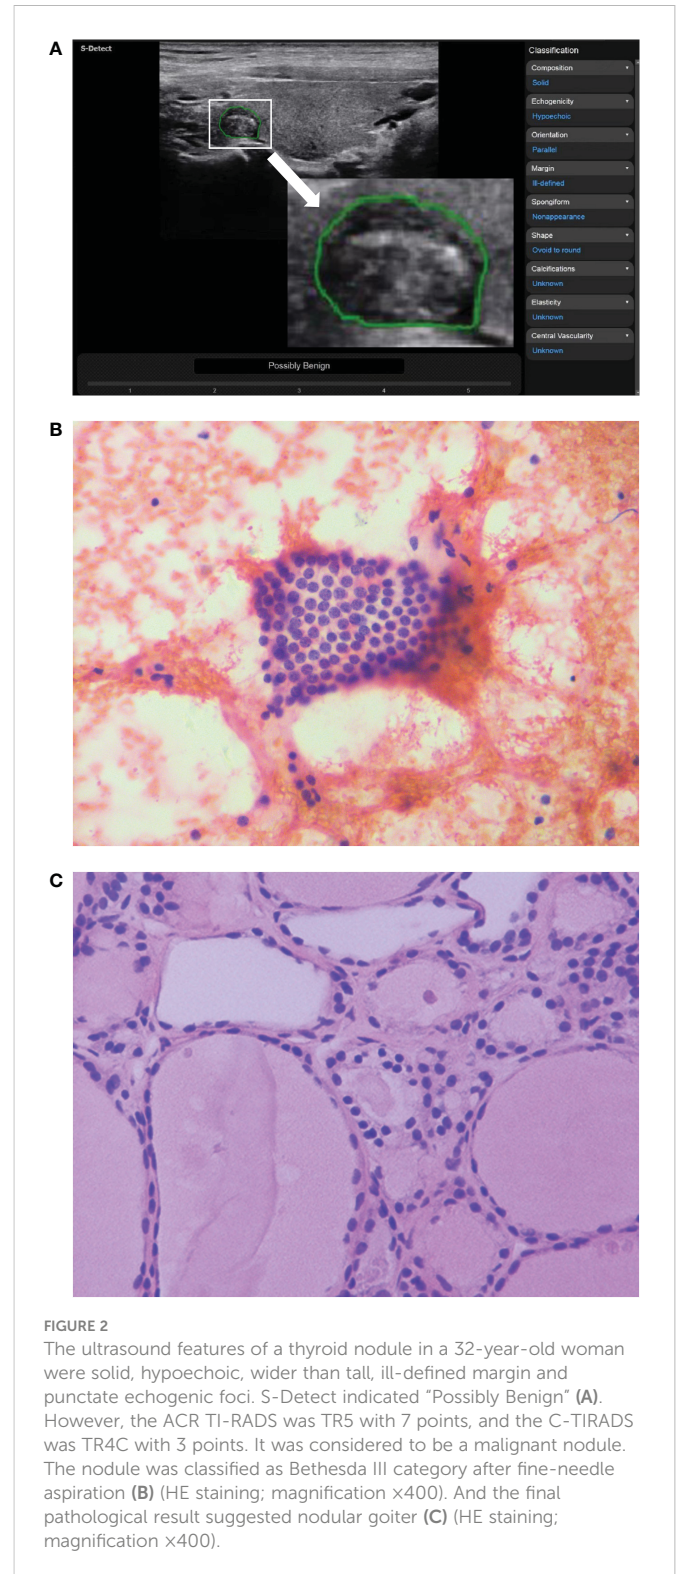 A
S-Detect
Classification
Composition
Solid
Echogenicity
Hypoechoic
Orientation
Parallel
Margin
Ill-defined
Spongiform
Nonappearance
Shape
Ovoid to round
Calcifications
Unknown
Elasticity
Unknown
Central Vascularity
Unknown
Possibly Benign
1 2 3 4 5
B
C
FIGURE 2
The ultrasound features of a thyroid nodule in a 32-year-old woman
were solid, hypoechoic, wider than tall, ill-defined margin and
punctate echogenic foci. S-Detect indicated “Possibly Benign” (A).
However, the ACR TI-RADS was TR5 with 7 points, and the C-TIRADS
was TR4C with 3 points. It was considered to be a malignant nodule.
The nodule was classified as Bethesda III category after fine-needle
aspiration (B) (HE staining; magnification ×400). And the final
pathological result suggested nodular goiter (C) (HE staining;
magnification ×400).